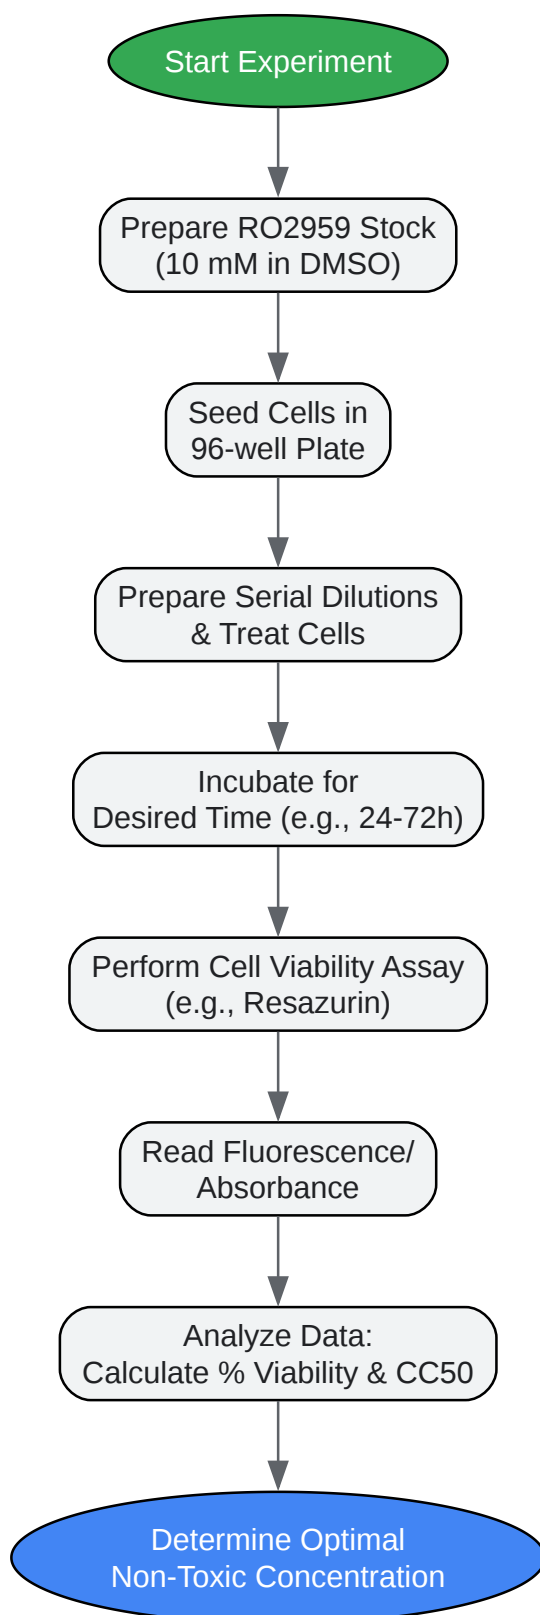 Start Experiment
Prepare RO2959 Stock
(10 mM in DMSO)
Seed Cells in
96-well Plate
Prepare Serial Dilutions
& Treat Cells
Incubate for
Desired Time (e.g., 24-72h)
Perform Cell Viability Assay
(e.g., Resazurin)
Read Fluorescence/
Absorbance
Analyze Data:
Calculate % Viability & CC50
Determine Optimal
Non-Toxic Concentration